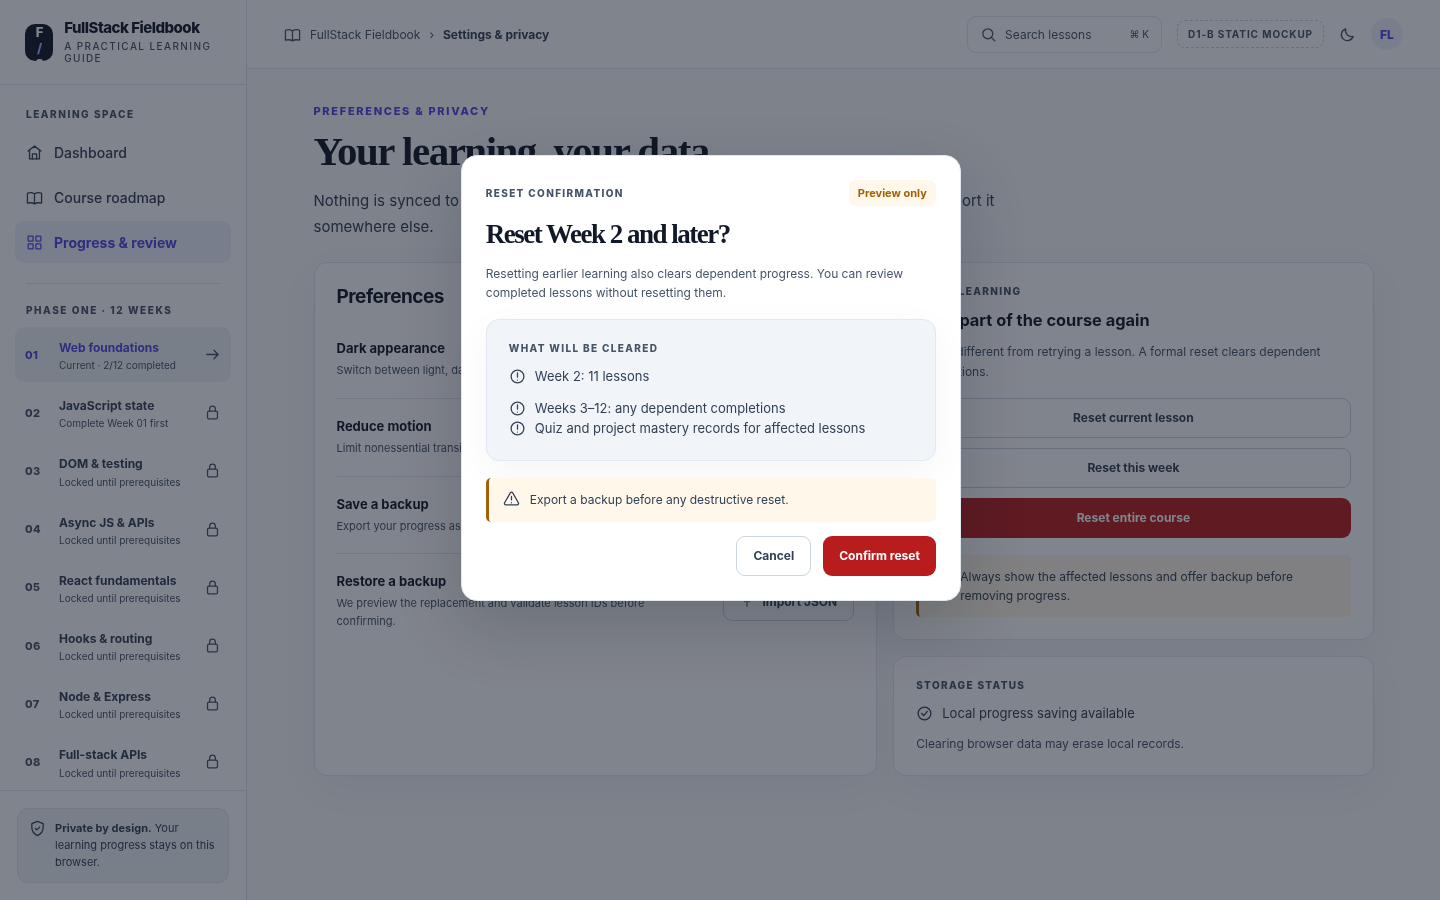 F
/
FullStack Fieldbook
A PRACTICAL LEARNING
GUIDE
LEARNING SPACE
Dashboard
Course roadmap
Progress & review
PHASE ONE · 12 WEEKS
01
Web foundations
Current · 2/12 completed
02
JavaScript state
Complete Week 01 first
03
DOM & testing
Locked until prerequisites
04
Async JS & APIs
Locked until prerequisites
05
React fundamentals
Locked until prerequisites
06
Hooks & routing
Locked until prerequisites
07
Node & Express
Locked until prerequisites
08
Full-stack APIs
Locked until prerequisites
Private by design. Your
learning progress stays on this
browser.
FullStack Fieldbook › Settings & privacy
Search lessons
⌘ K
D1-B STATIC MOCKUP
FL
PREFERENCES & PRIVACY
Your learning, your data
Nothing is synced to
ort it
somewhere else.
Preferences
Dark appearance
Switch between light, da
Reduce motion
Limit nonessential transi
Save a backup
Export your progress as
Restore a backup
We preview the replacement and validate lesson IDs before
confirming.
Import JSON
RESET CONFIRMATION
Preview only
Reset Week 2 and later?
Resetting earlier learning also clears dependent progress. You can review
completed lessons without resetting them.
WHAT WILL BE CLEARED
Week 2: 11 lessons
Weeks 3–12: any dependent completions
Quiz and project mastery records for affected lessons
Export a backup before any destructive reset.
Cancel
Confirm reset
LEARNING
part of the course again
different from retrying a lesson. A formal reset clears dependent
tions.
Reset current lesson
Reset this week
Reset entire course
Always show the affected lessons and offer backup before
removing progress.
STORAGE STATUS
Local progress saving available
Clearing browser data may erase local records.